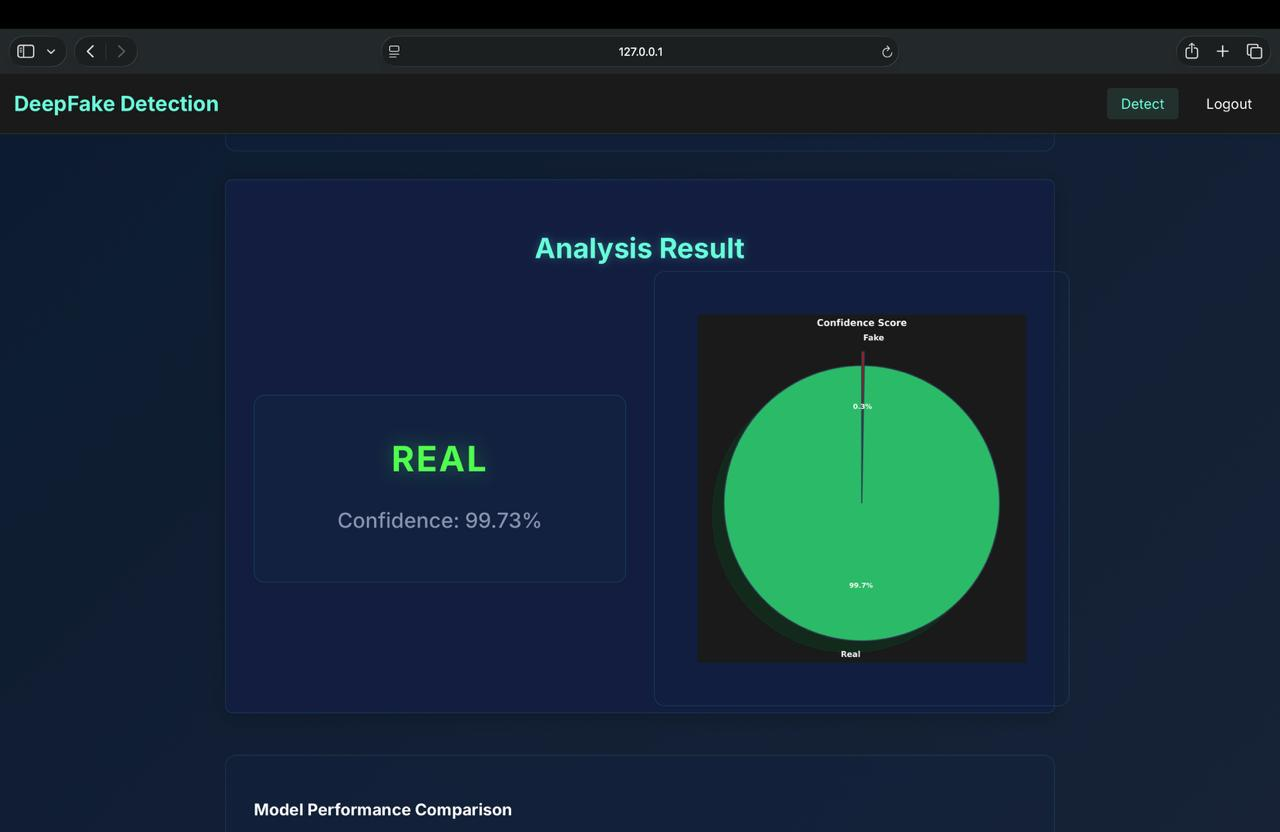 127.0.0.1
DeepFake Detection
Detect
Logout
Analysis Result
REAL
Confidence: 99.73%
Confidence Score
Fake
0.3%
99.7%
Real
Model Performance Comparison